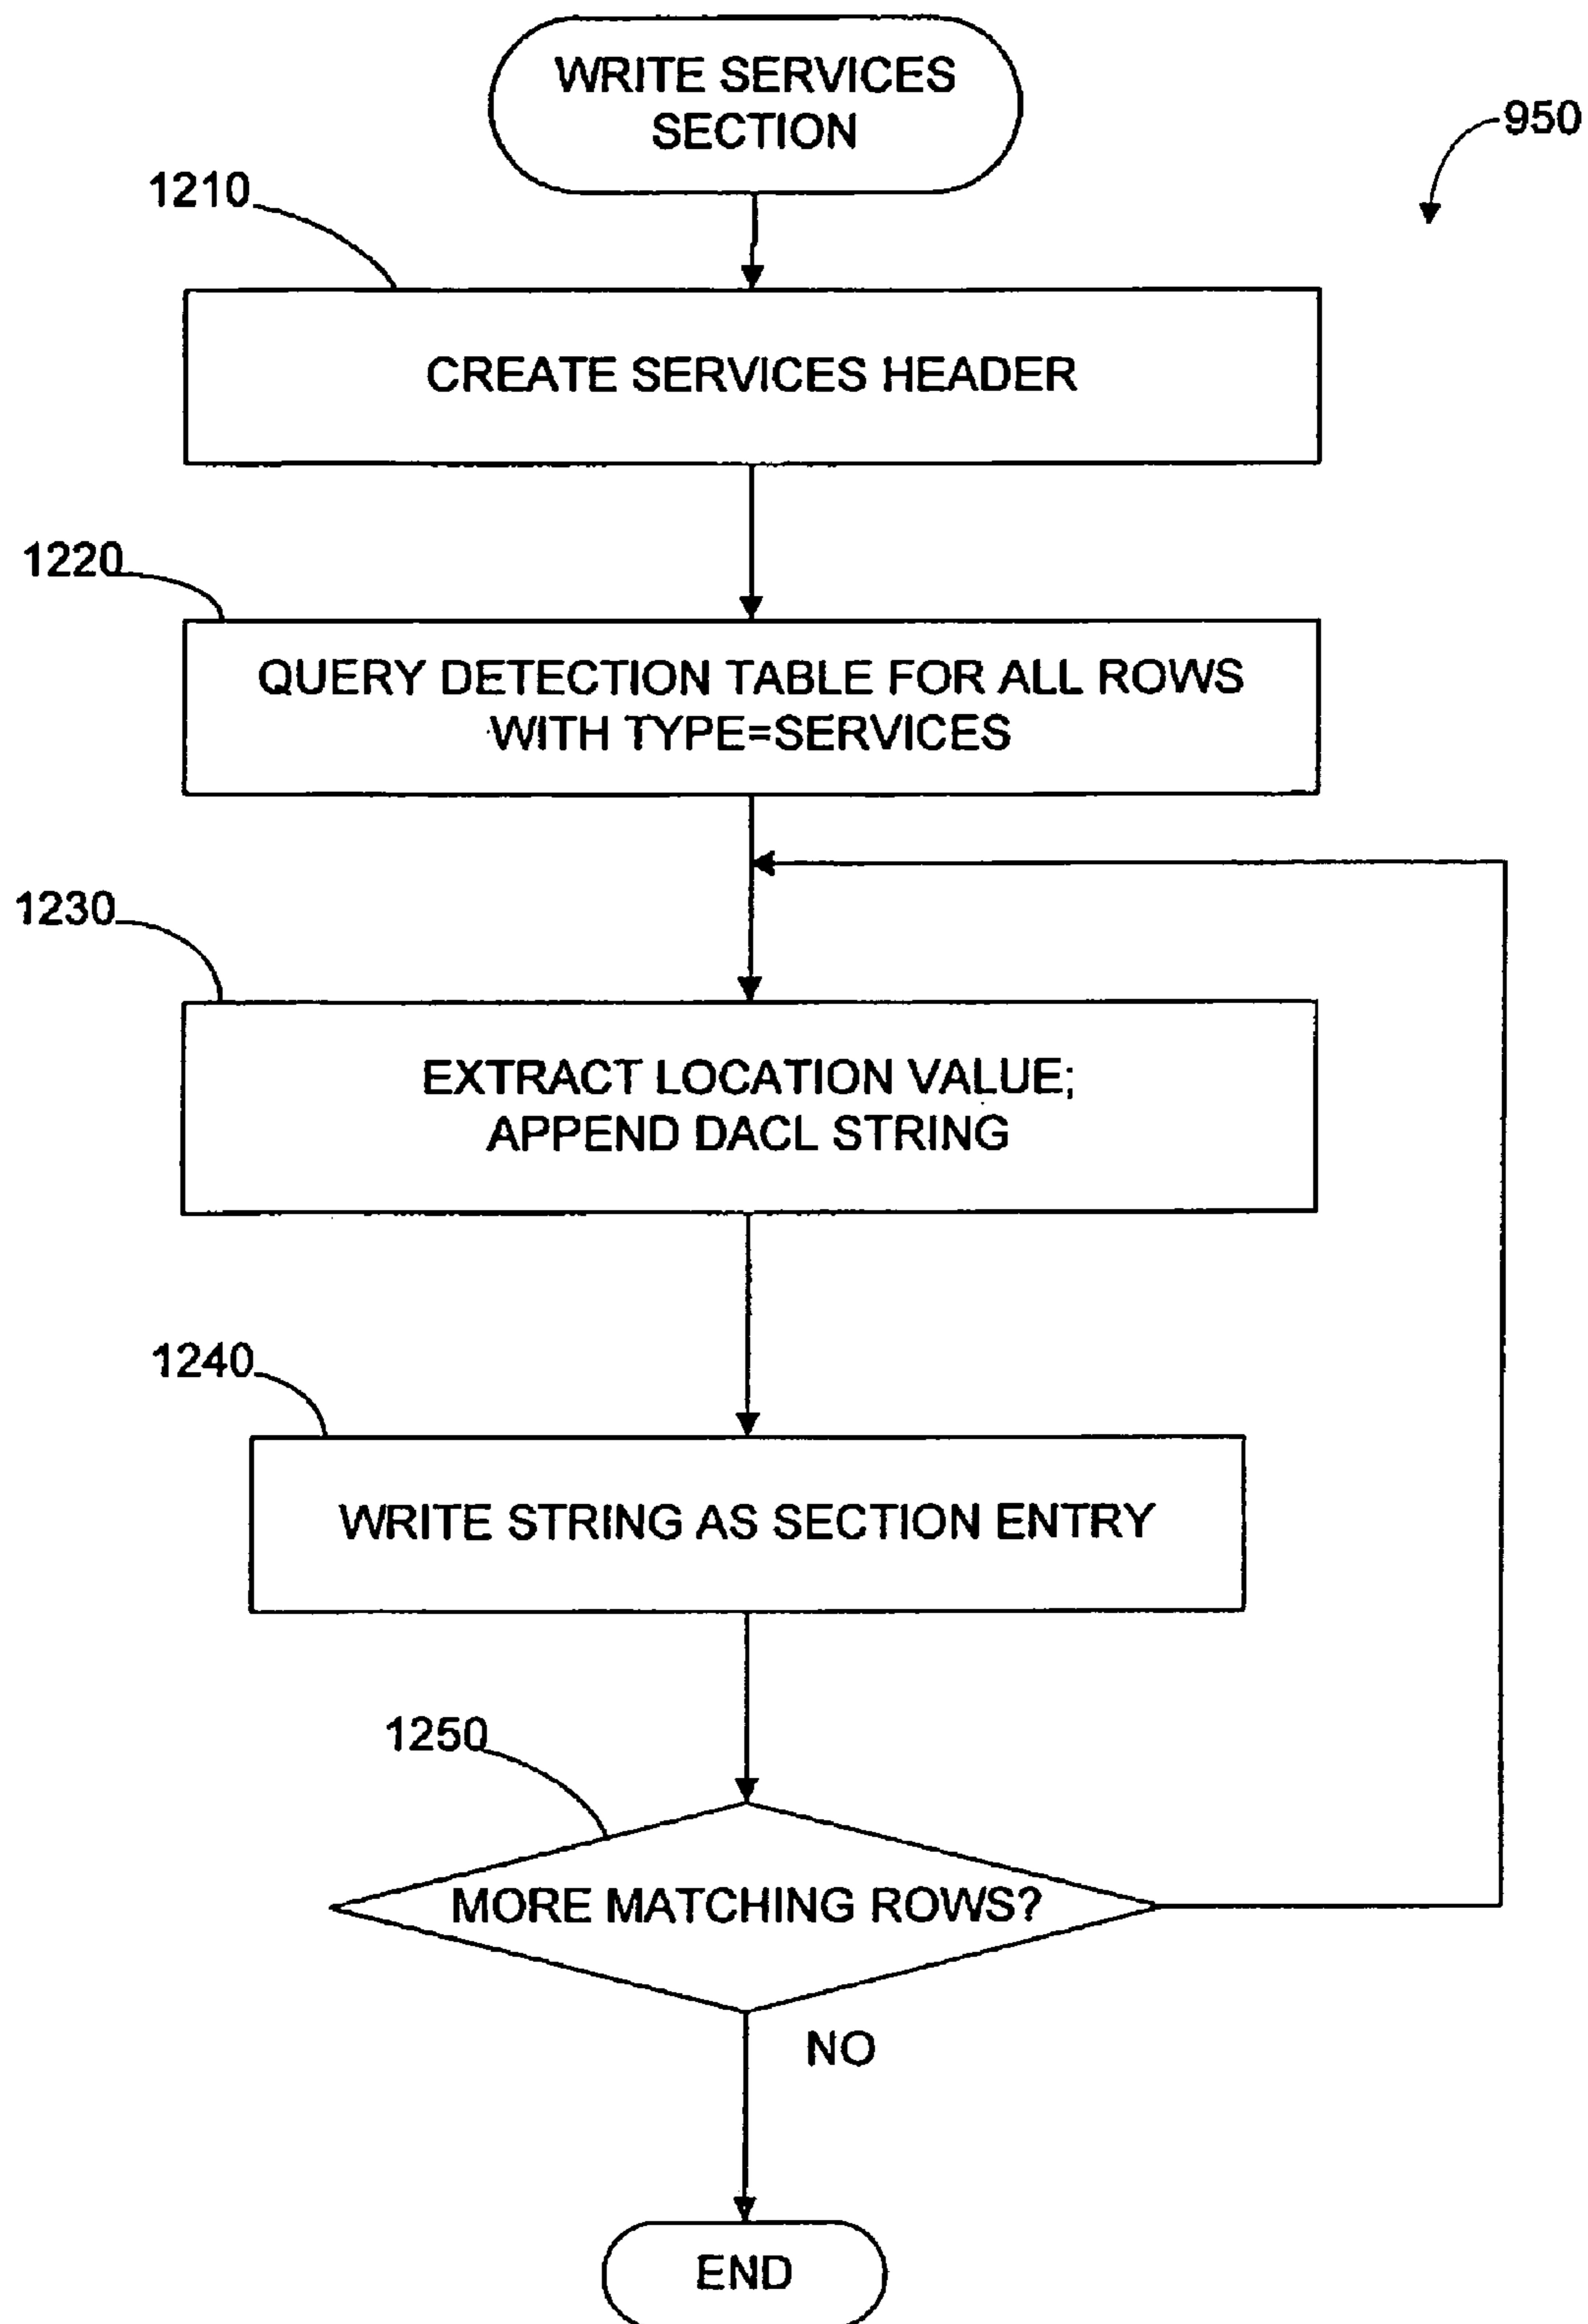 WRITE SERVICES
SECTION
950
1210
CREATE SERVICES HEADER
1220
QUERY DETECTION TABLE FOR ALL ROWS
WITH TYPE=SERVICES
1230
EXTRACT LOCATION VALUE;
APPEND DACL STRING
1240
WRITE STRING AS SECTION ENTRY
1250
MORE MATCHING ROWS?
NO
END